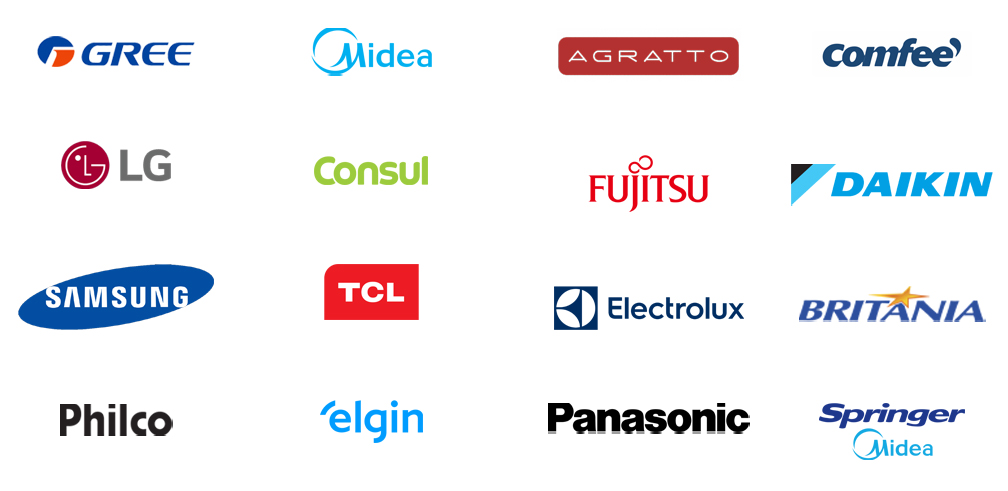 GREE
Midea
AGRATTO
comfee'
LG
Consul
FUJITSU
DAIKIN
SAMSUNG
TCL
Electrolux
BRITANIA
Philco
elgin
Panasonic
Springer
Midea